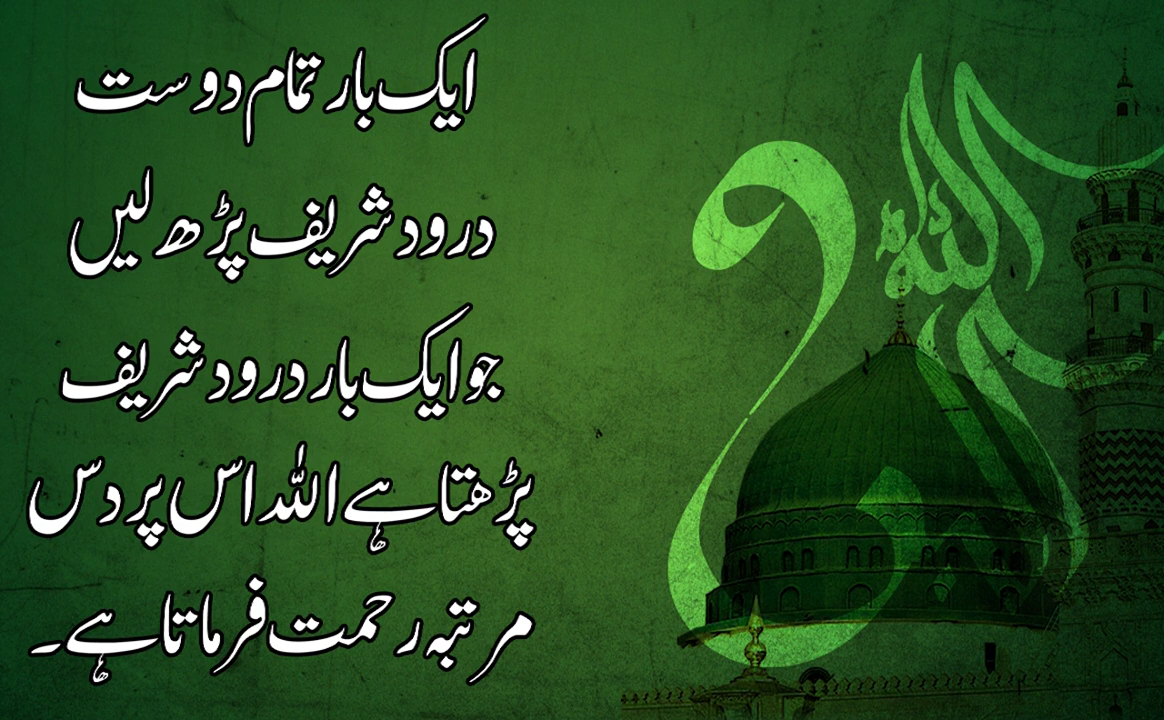 ایک بار تمام دوست
درود شریف پڑھ لیں
جو ایک بار درود شریف
پڑھتا ہے اللہ اس پر دس
مرتبہ رحمت فرماتا ہے۔
اللہ